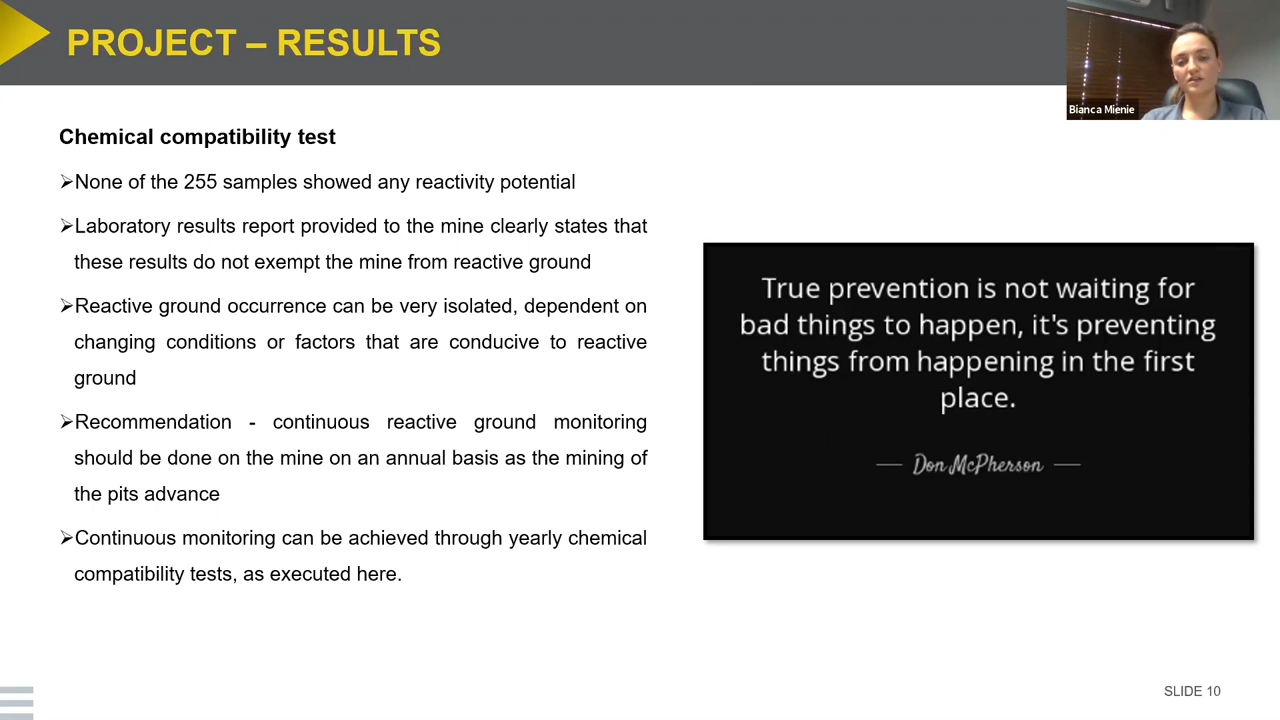 PROJECT – RESULTS
Bianca Mienie
Chemical compatibility test
➢None of the 255 samples showed any reactivity potential
➢Laboratory results report provided to the mine clearly states that
these results do not exempt the mine from reactive ground
➢Reactive ground occurrence can be very isolated, dependent on
changing conditions or factors that are conducive to reactive
ground
➢Recommendation - continuous reactive ground monitoring
should be done on the mine on an annual basis as the mining of
the pits advance
➢Continuous monitoring can be achieved through yearly chemical
compatibility tests, as executed here.
True prevention is not waiting for
bad things to happen, it's preventing
things from happening in the first
place.
— Don McPherson —
SLIDE 10